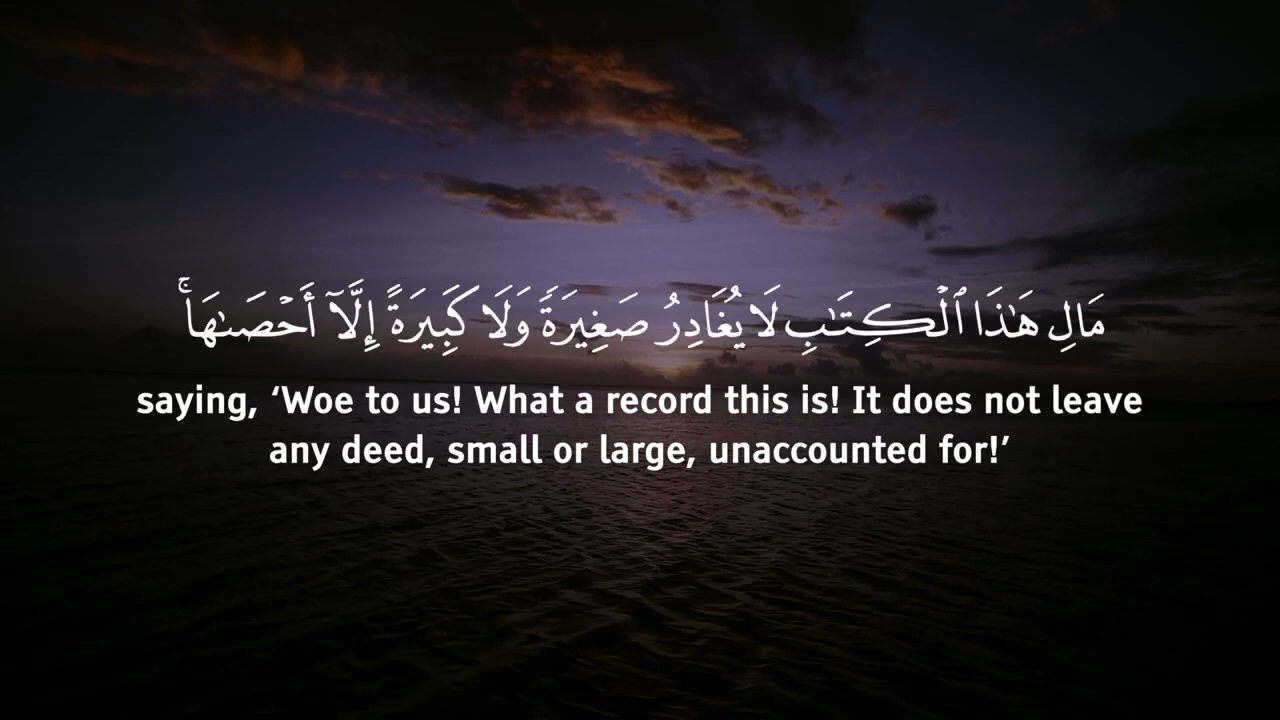 مَالِ هَـٰذَا ٱلْكِتَـٰبِ لَا يُغَادِرُ صَغِيرَةً وَلَا كَبِيرَةً إِلَّآ أَحْصَىٰهَا ۚ
saying, ‘Woe to us! What a record this is! It does not leave
any deed, small or large, unaccounted for!’